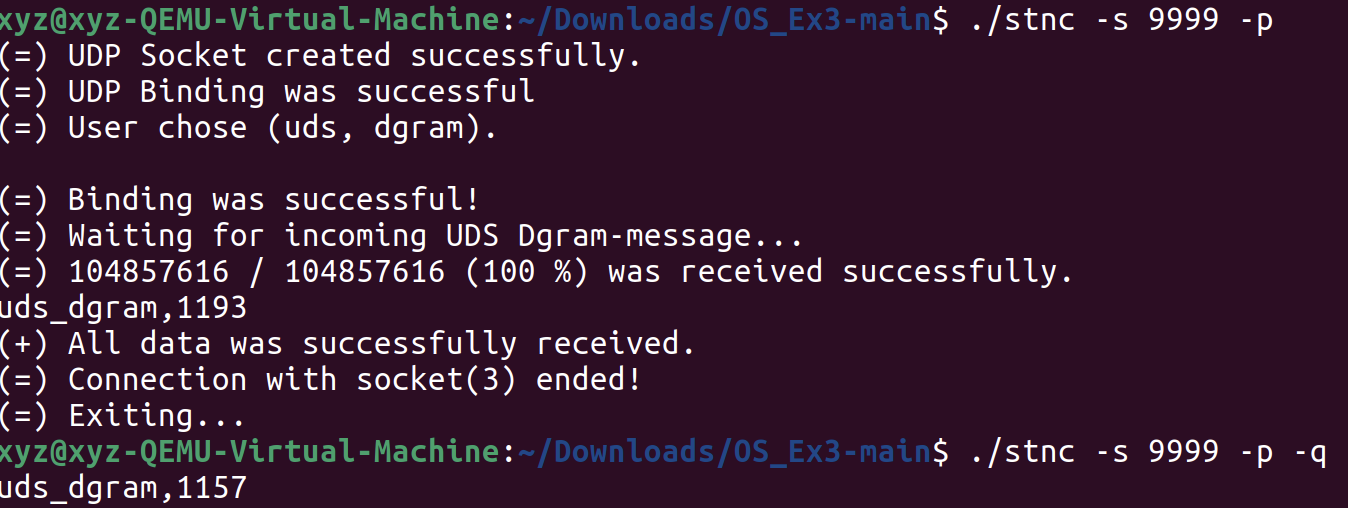 xyz@xyz-QEMU-Virtual-Machine:~/Downloads/OS_Ex3-main$ ./stnc -s 9999 -p
(=) UDP Socket created successfully.
(=) UDP Binding was successful
(=) User chose (uds, dgram).
(=) Binding was successful!
(=) Waiting for incoming UDS Dgram-message...
(=) 104857616 / 104857616 (100 %) was received successfully.
uds_dgram,1193
(+) All data was successfully received.
(=) Connection with socket(3) ended!
(=) Exiting...
xyz@xyz-QEMU-Virtual-Machine:~/Downloads/OS_Ex3-main$ ./stnc -s 9999 -p -q
uds_dgram,1157